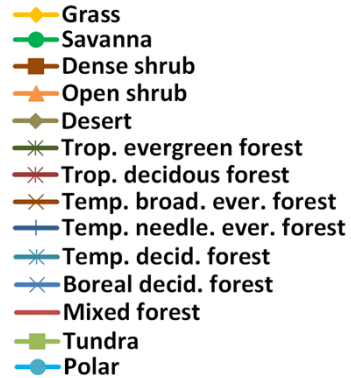 Grass
Savanna
Dense shrub
Open shrub
Desert
Trop. evergreen forest
Trop. decidous forest
Temp. broad. ever. forest
Temp. needle. ever. forest
Temp. decid. forest
Boreal decid. forest
Mixed forest
Tundra
Polar